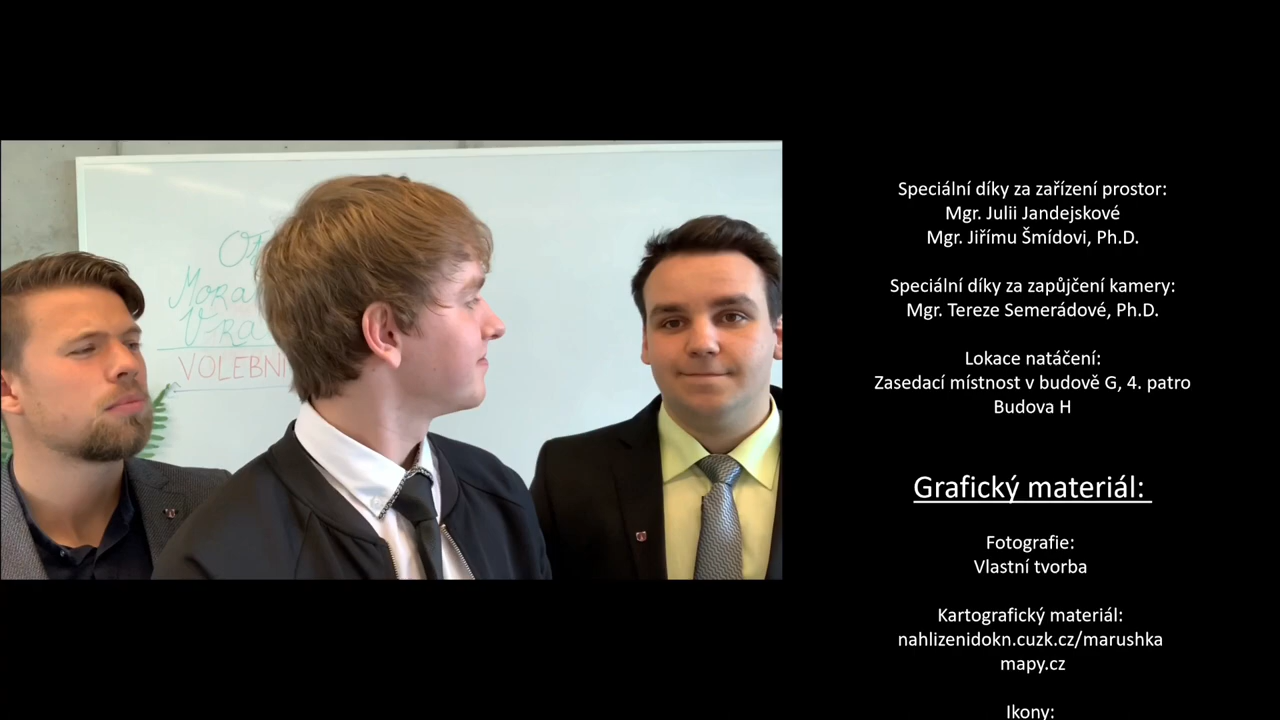 VOLEBNÍ
Speciální díky za zařízení prostor:
Mgr. Julii Jandejskové
Mgr. Jiřímu Šmídovi, Ph.D.
Speciální díky za zapůjčení kamery:
Mgr. Tereze Semerádové, Ph.D.
Lokace natáčení:
Zasedací místnost v budově G, 4. patro
Budova H
Grafický materiál:
Fotografie:
Vlastní tvorba
Kartografický materiál:
nahlizenidokn.cuzk.cz/marushka
mapy.cz
Ikony: